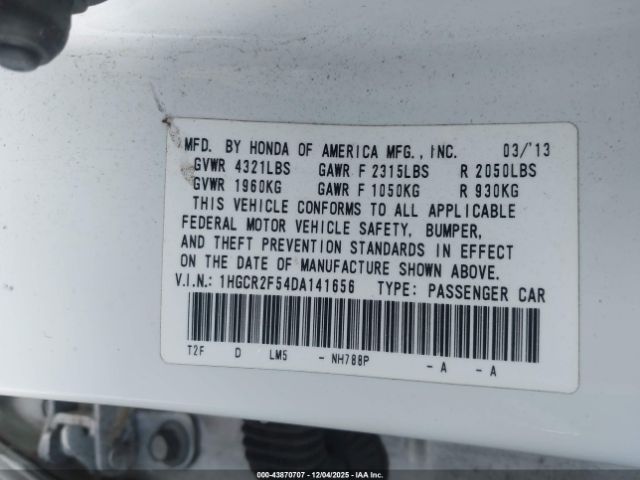 MFD. BY HONDA OF AMERICA MFG., INC. 03/'13
GVWR 4321LBS GAWR F 2315LBS R 2050LBS
GVWR 1960KG GAWR F 1050KG R 930KG
THIS VEHICLE CONFORMS TO ALL APPLICABLE
FEDERAL MOTOR VEHICLE SAFETY, BUMPER,
AND THEFT PREVENTION STANDARDS IN EFFECT
ON THE DATE OF MANUFACTURE SHOWN ABOVE.
V.I.N.: 1HGCR2F54DA141656 TYPE: PASSENGER CAR
T2F D LM5 - NH788P - A - A
000-43870707 - 12/04/2025 - IAA, Inc.